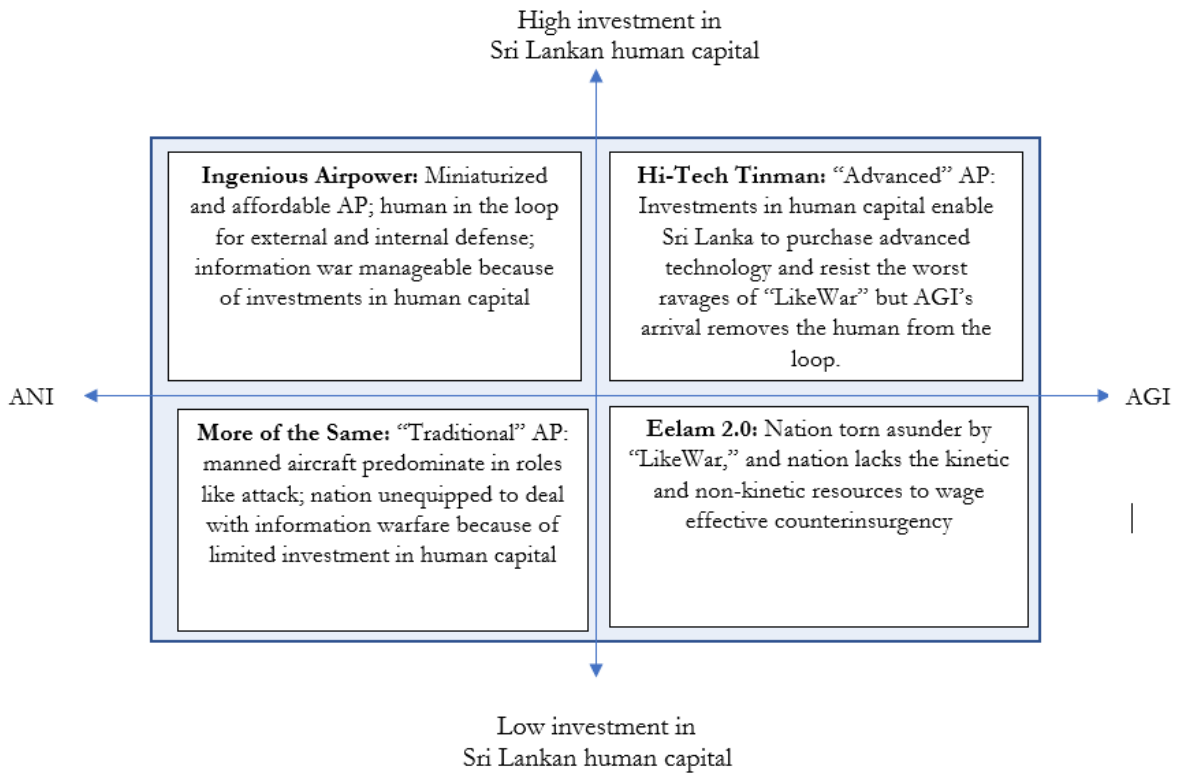 High investment in
Sri Lankan human capital
Ingenious Airpower: Miniaturized
and affordable AP; human in the loop
for external and internal defense;
information war manageable because
of investments in human capital
Hi-Tech Tinman: “Advanced” AP:
Investments in human capital enable
Sri Lanka to purchase advanced
technology and resist the worst
ravages of “LikeWar” but AGI’s
arrival removes the human from the
loop.
ANI
AGI
More of the Same: “Traditional” AP:
manned aircraft predominate in roles
like attack; nation unequipped to deal
with information warfare because of
limited investment in human capital
Eelam 2.0: Nation torn asunder by
“LikeWar,” and nation lacks the kinetic
and non-kinetic resources to wage
effective counterinsurgency
Low investment in
Sri Lankan human capital